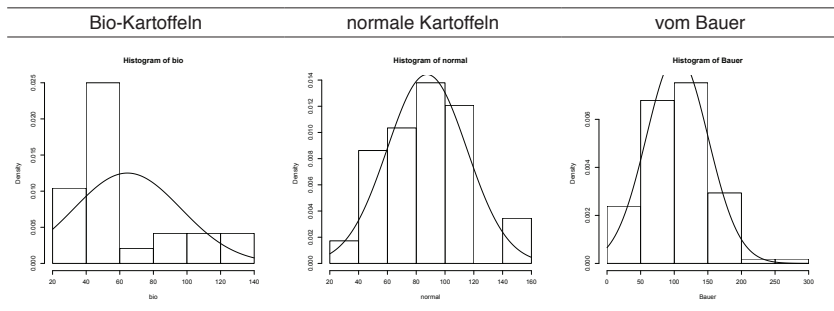 Bio-Kartoffeln normale Kartoffeln vom Bauer
Histogram of bio
Density
0.000 0.005 0.010 0.015 0.020 0.025
20 40 60 80 100 120 140
bio
Histogram of normal
Density
0.000 0.002 0.004 0.006 0.008 0.010 0.012 0.014
20 40 60 80 100 120 140 160
normal
Histogram of Bauer
Density
0.000 0.002 0.004 0.006
0 50 100 150 200 250 300
Bauer